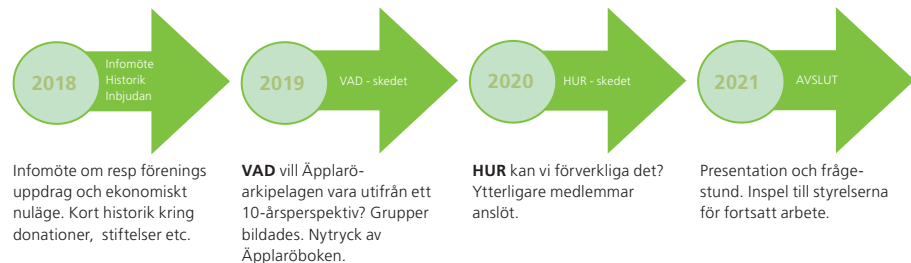 2018
Infomöte
Historik
Inbjudan
Infomöte om resp förenings
uppdrag och ekonomiskt
nuläge. Kort historik kring
donationer, stiftelser etc.
2019
VAD - skedet
VAD vill Äpplarö-
arkipelagen vara utifrån ett
10-årsperspektiv? Grupper
bildades. Nytryck av
Äpplaröboken.
2020
HUR - skedet
HUR kan vi förverkliga det?
Ytterligare medlemmar
anslöt.
2021
AVSLUT
Presentation och fråge-
stund. Inspel till styrelserna
för fortsatt arbete.